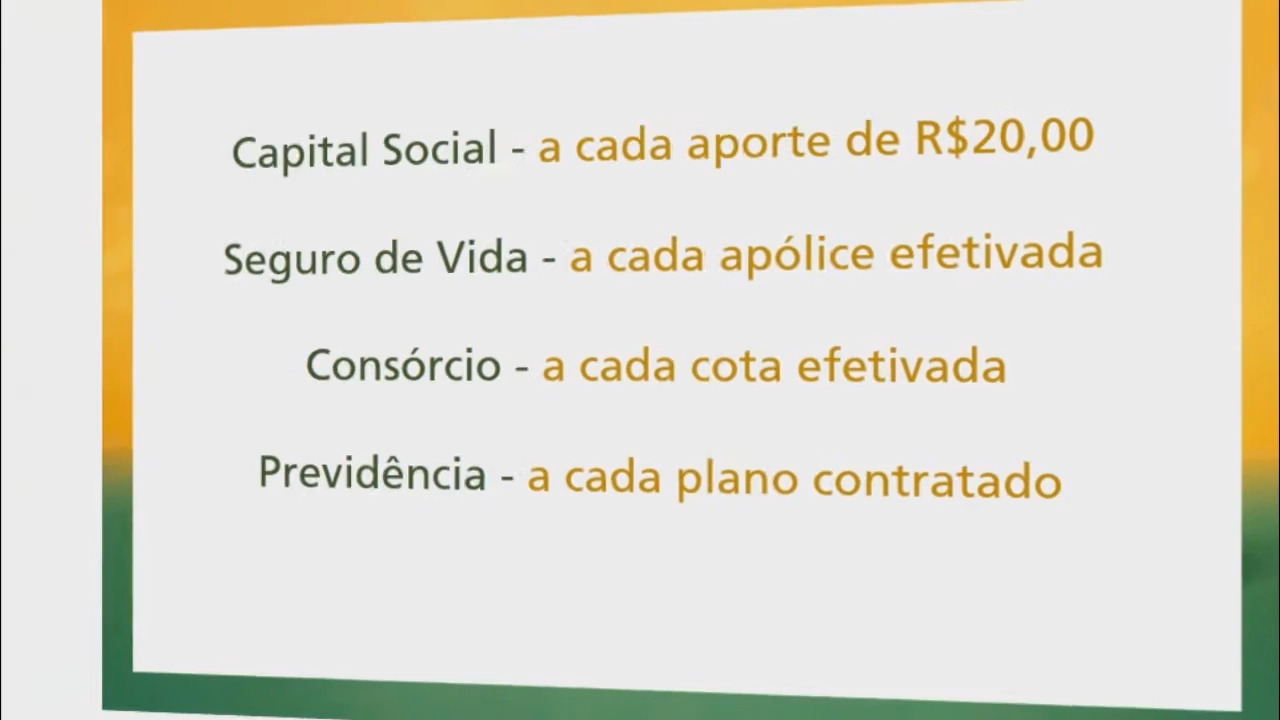 Capital Social - a cada aporte de R$20,00
Seguro de Vida - a cada apólice efetivada
Consórcio - a cada cota efetivada
Previdência - a cada plano contratado